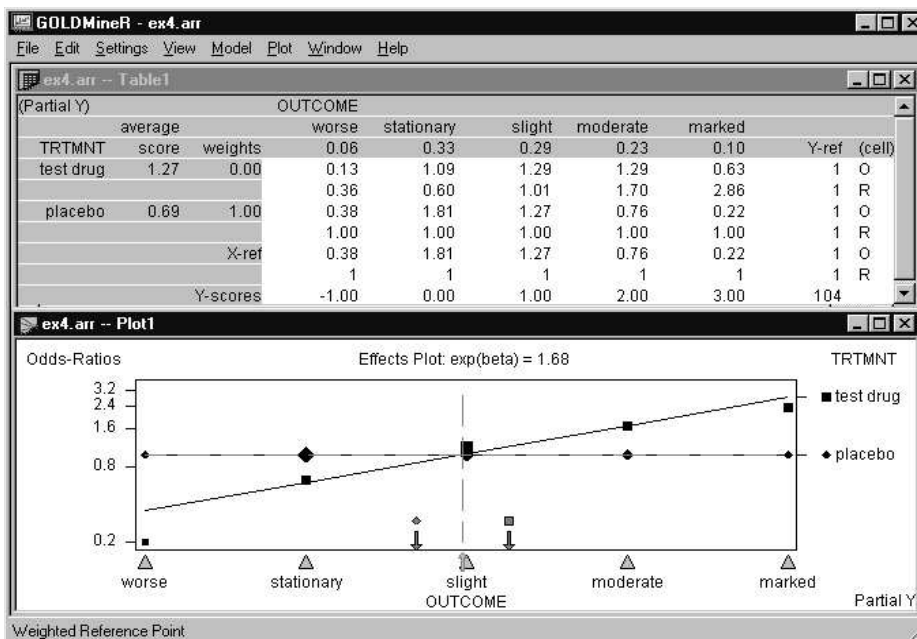 GOLDMineR - ex4.arr
File Edit Settings View Model Plot Window Help
ex4.arr -- Table1
(Partial Y) OUTCOME
average worse stationary slight moderate marked
TRTMNT score weights 0.06 0.33 0.29 0.23 0.10 Y-ref (cell)
test drug 1.27 0.00 0.13 1.09 1.29 1.29 0.63 1 O
0.36 0.60 1.01 1.70 2.86 1 R
placebo 0.69 1.00 0.38 1.81 1.27 0.76 0.22 1 O
1.00 1.00 1.00 1.00 1.00 1 R
X-ref 0.38 1.81 1.27 0.76 0.22 1 O
1 1 1 1 1 1 R
Y-scores -1.00 0.00 1.00 2.00 3.00 104
ex4.arr -- Plot1
Odds-Ratios Effects Plot: exp(beta) = 1.68 TRTMNT
3.2
2.4 test drug
1.6
placebo
0.8
0.2
worse stationary slight moderate marked
OUTCOME
Partial Y
Weighted Reference Point